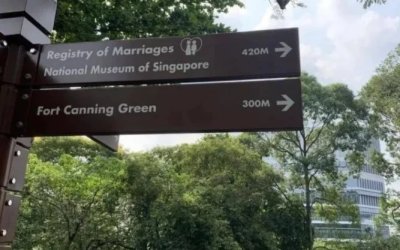 Registry of Marriages 420M
National Museum of Singapore
Fort Canning Green 300M